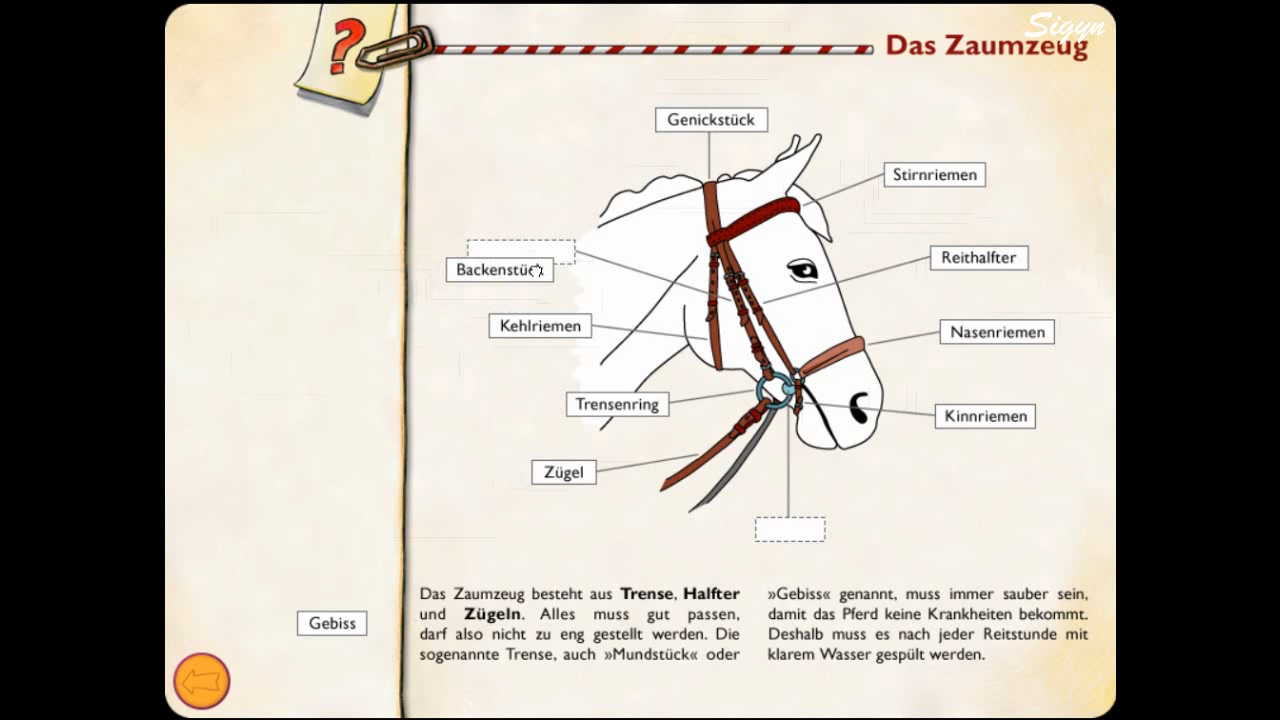 Sigyn
?
Das Zaumzeug
Genickstück
Stirnriemen
Reithalfter
Backenstück
Kehlriemen
Nasenriemen
Trensenring
Kinnriemen
Zügel
Gebiss
Das Zaumzeug besteht aus Trense, Halfter
und Zügeln. Alles muss gut passen,
darf also nicht zu eng gestellt werden. Die
sogenannte Trense, auch »Mundstück« oder
»Gebiss« genannt, muss immer sauber sein,
damit das Pferd keine Krankheiten bekommt.
Deshalb muss es nach jeder Reitstunde mit
klarem Wasser gespült werden.